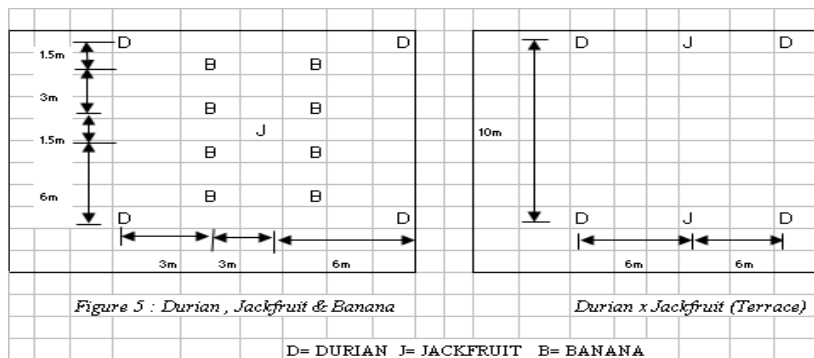 D D D J D
1.5m
B B
3m
B B
1.5m
J
10m
B B
6m
B B
D D D J D
3m 3m 6m 6m 6m
Figure 5 : Durian , Jackfruit & Banana Durian x Jackfruit (Terrace)
D= DURIAN J= JACKFRUIT B= BANANA